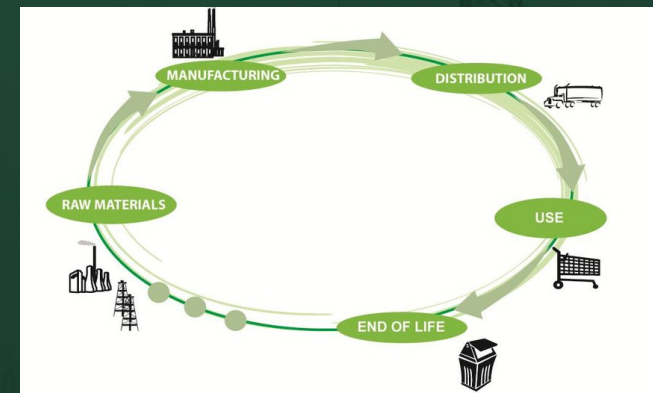 MANUFACTURING
DISTRIBUTION
RAW MATERIALS
USE
END OF LIFE